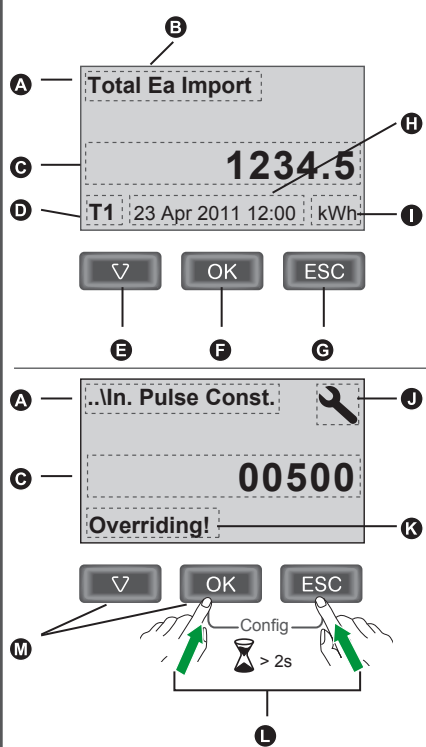 B
A
Total Ea Import
H
C
1234.5
D
T1 23 Apr 2011 12:00 kWh
I
OK ESC
E F G
A
..\In. Pulse Const.
J
C
00500
Overriding!
K
OK ESC
Config
M
> 2s
L